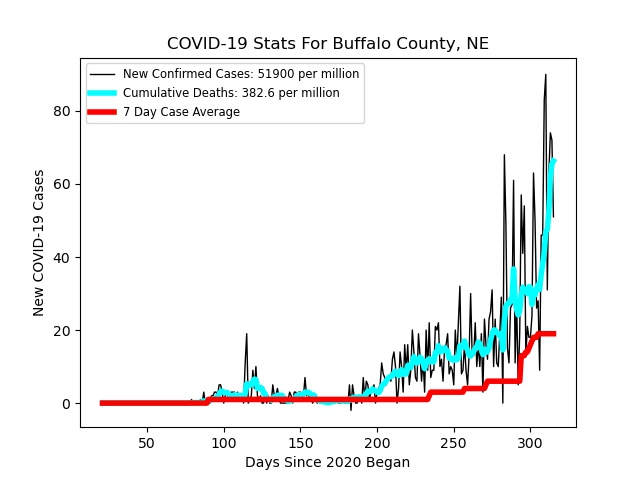 COVID-19 Stats For Buffalo County, NE
New Confirmed Cases: 51900 per million
Cumulative Deaths: 382.6 per million
7 Day Case Average
New COVID-19 Cases
80
60
40
20
0
50 100 150 200 250 300
Days Since 2020 Began